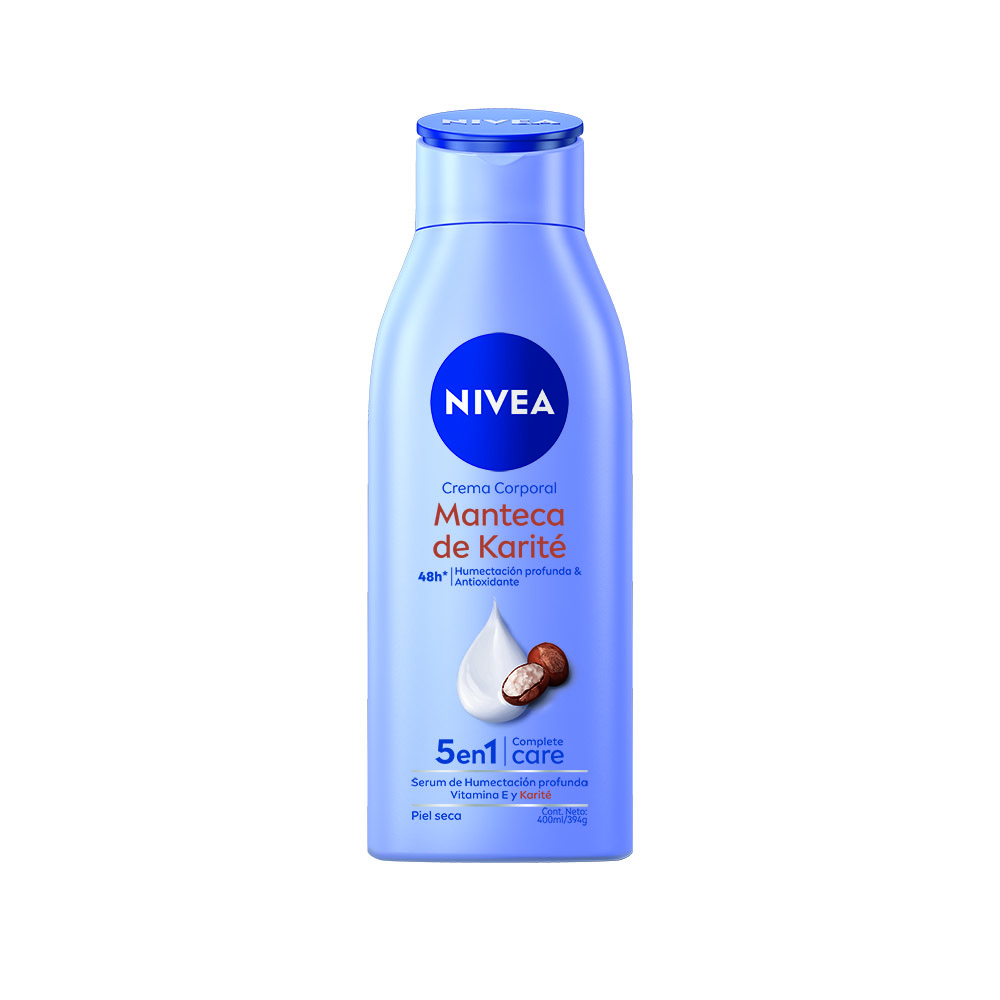 NIVEA
NIVEA
Crema Corporal
Manteca
de Karité
48h* Humectación profunda &
Antioxidante
5en1 Complete
care
Serum de Humectación profunda
Vitamina E y Karité
Piel seca
Cont. Neto:
400ml/394g